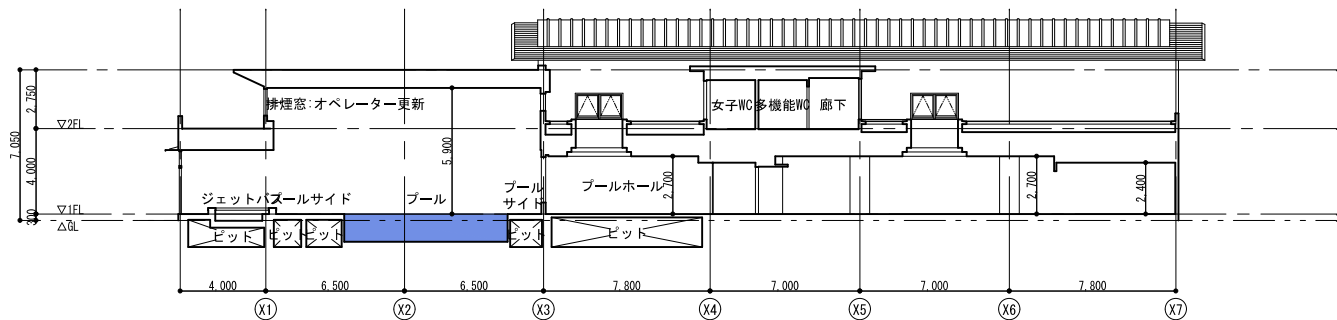 排煙窓:オペレーター更新
女子WC
多機能WC
廊下
2,750
7,050
4,000
300
▽2FL
▽1FL
△GL
5,900
2,700
2,700
2,400
ジェットバス
プールサイド
プール
プール
サイド
プールホール
ピット
ピット
ピット
ピット
ピット
4,000
6,500
6,500
7,800
7,000
7,000
7,800
X1
X2
X3
X4
X5
X6
X7